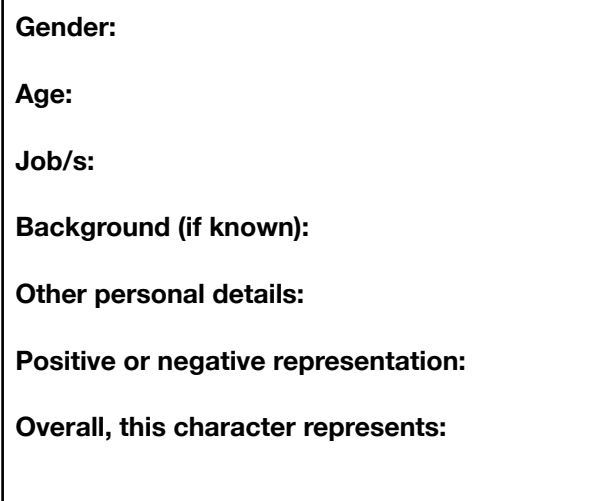 Gender:
Age:
Job/s:
Background (if known):
Other personal details:
Positive or negative representation:
Overall, this character represents: